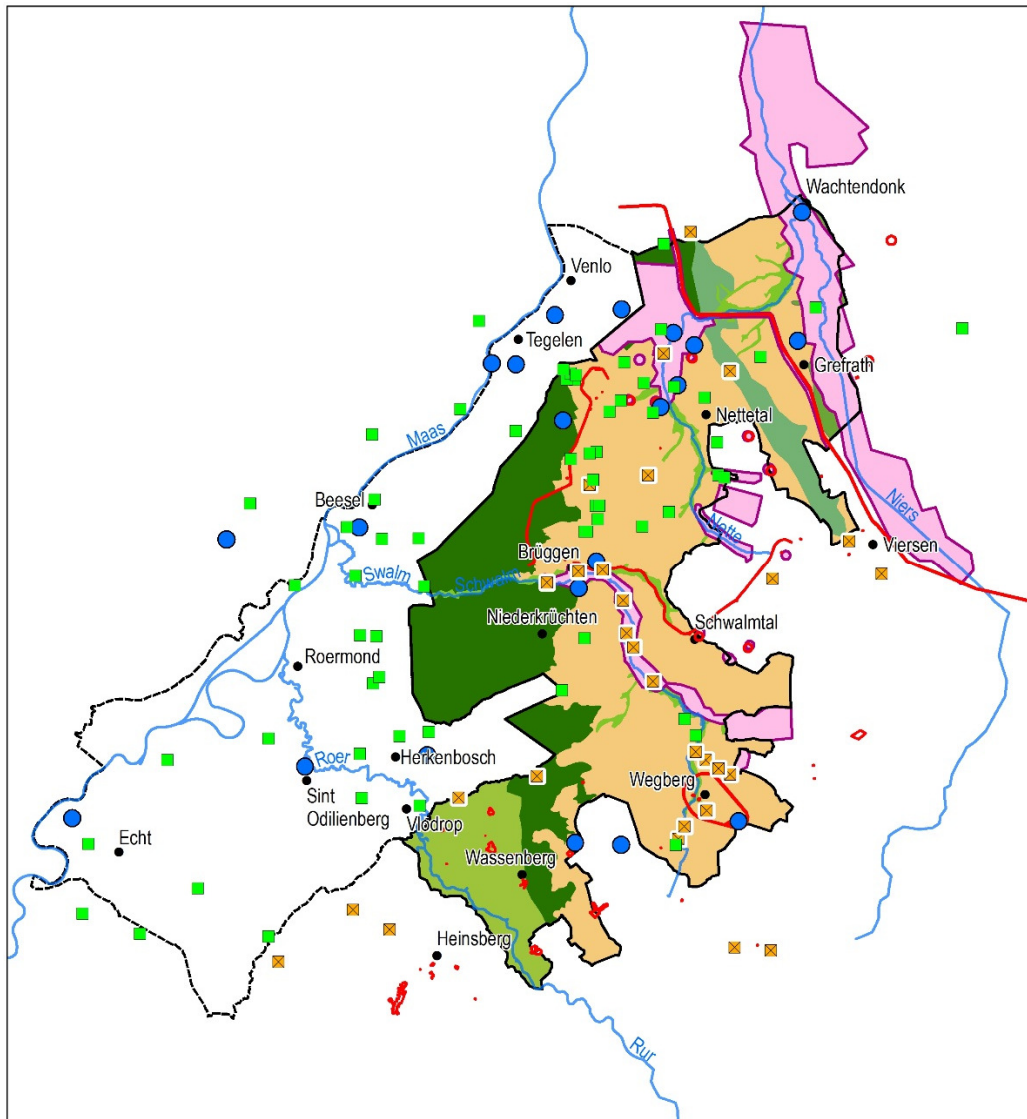 Wachtendonk
Venlo
Tegelen
Grefrath
Nettetal
Maas
Beesel
Niers
Nette
Viersen
Brüggen
Swalm
Schwalm
Niederkrüchten
Schwalmtal
Roermond
Roer
Herkenbosch
Sint
Odilienberg
Vlodrop
Wegberg
Echt
Wassenberg
Heinsberg
Rur